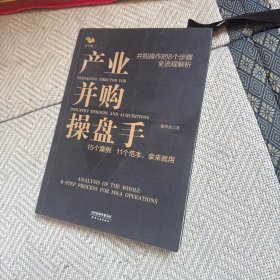 并购操作的8个步骤
全流程解析
产业
MANAGING DIRECTOR FOR
并购
INDUSTRY MERGERS AND ACQUISITIONS
操盘手
15个案例 11个范本，拿来就用
ANALYSIS OF THE WHOLE
8-STEP PROCESS FOR M&A OPERATIONS